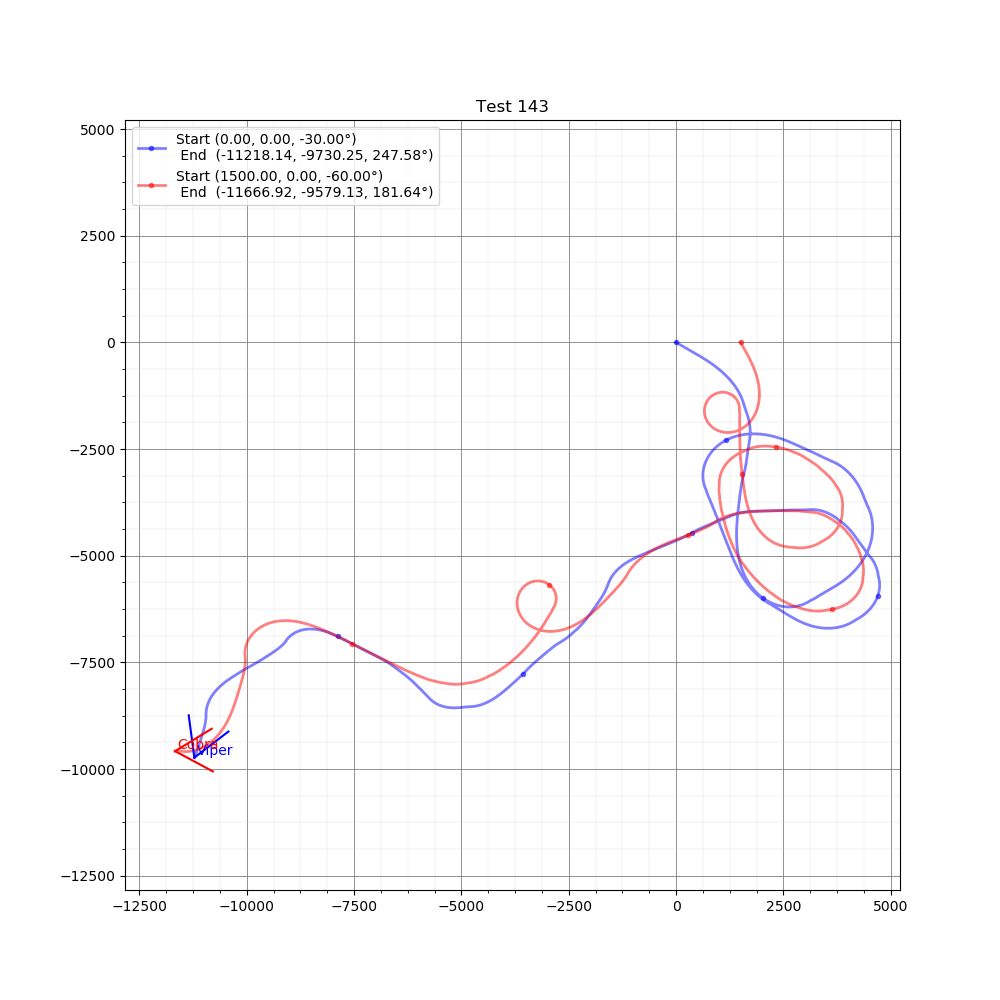 Test 143
Start (0.00, 0.00, -30.00°)
End (-11218.14, -9730.25, 247.58°)
Start (1500.00, 0.00, -60.00°)
End (-11666.92, -9579.13, 181.64°)
5000
2500
0
−2500
−5000
−7500
−10000
−12500
Cobra
Viper
−12500 −10000 −7500 −5000 −2500 0 2500 5000